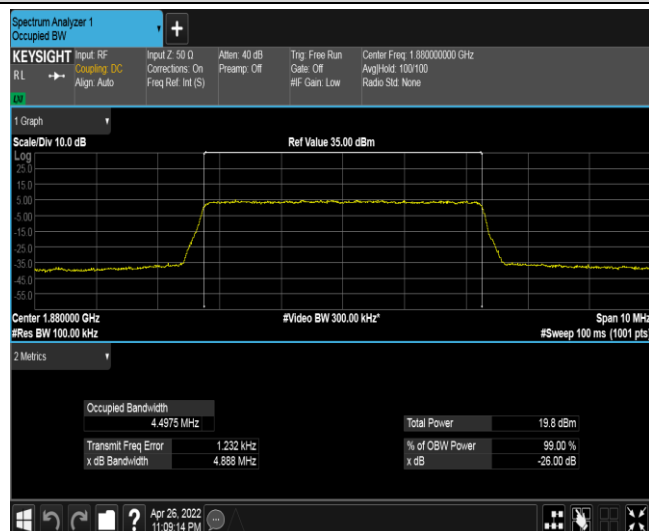 Spectrum Analyzer 1
Occupied BW
+
KEYSIGHT Input: RF Input Z: 50 Ω Atten: 40 dB Trig: Free Run Center Freq: 1.880000000 GHz
RL Coupling: DC Corrections: On Preamp: Off Gate: Off Avg|Hold: 100/100
Align: Auto Freq Ref: Int (S) #IF Gain: Low Radio Std: None
1 Graph
Scale/Div 10.0 dB Ref Value 35.00 dBm
Log
25.0
15.0
5.00
-5.00
-15.0
-25.0
-35.0
-45.0
-55.0
Center 1.880000 GHz #Video BW 300.00 kHz* Span 10 MHz
#Res BW 100.00 kHz #Sweep 100 ms (1001 pts)
2 Metrics
Occupied Bandwidth
4.4975 MHz Total Power 19.8 dBm
Transmit Freq Error 1.232 kHz % of OBW Power 99.00 %
x dB Bandwidth 4.888 MHz x dB -26.00 dB
? Apr 26, 2022
11:09:14 PM